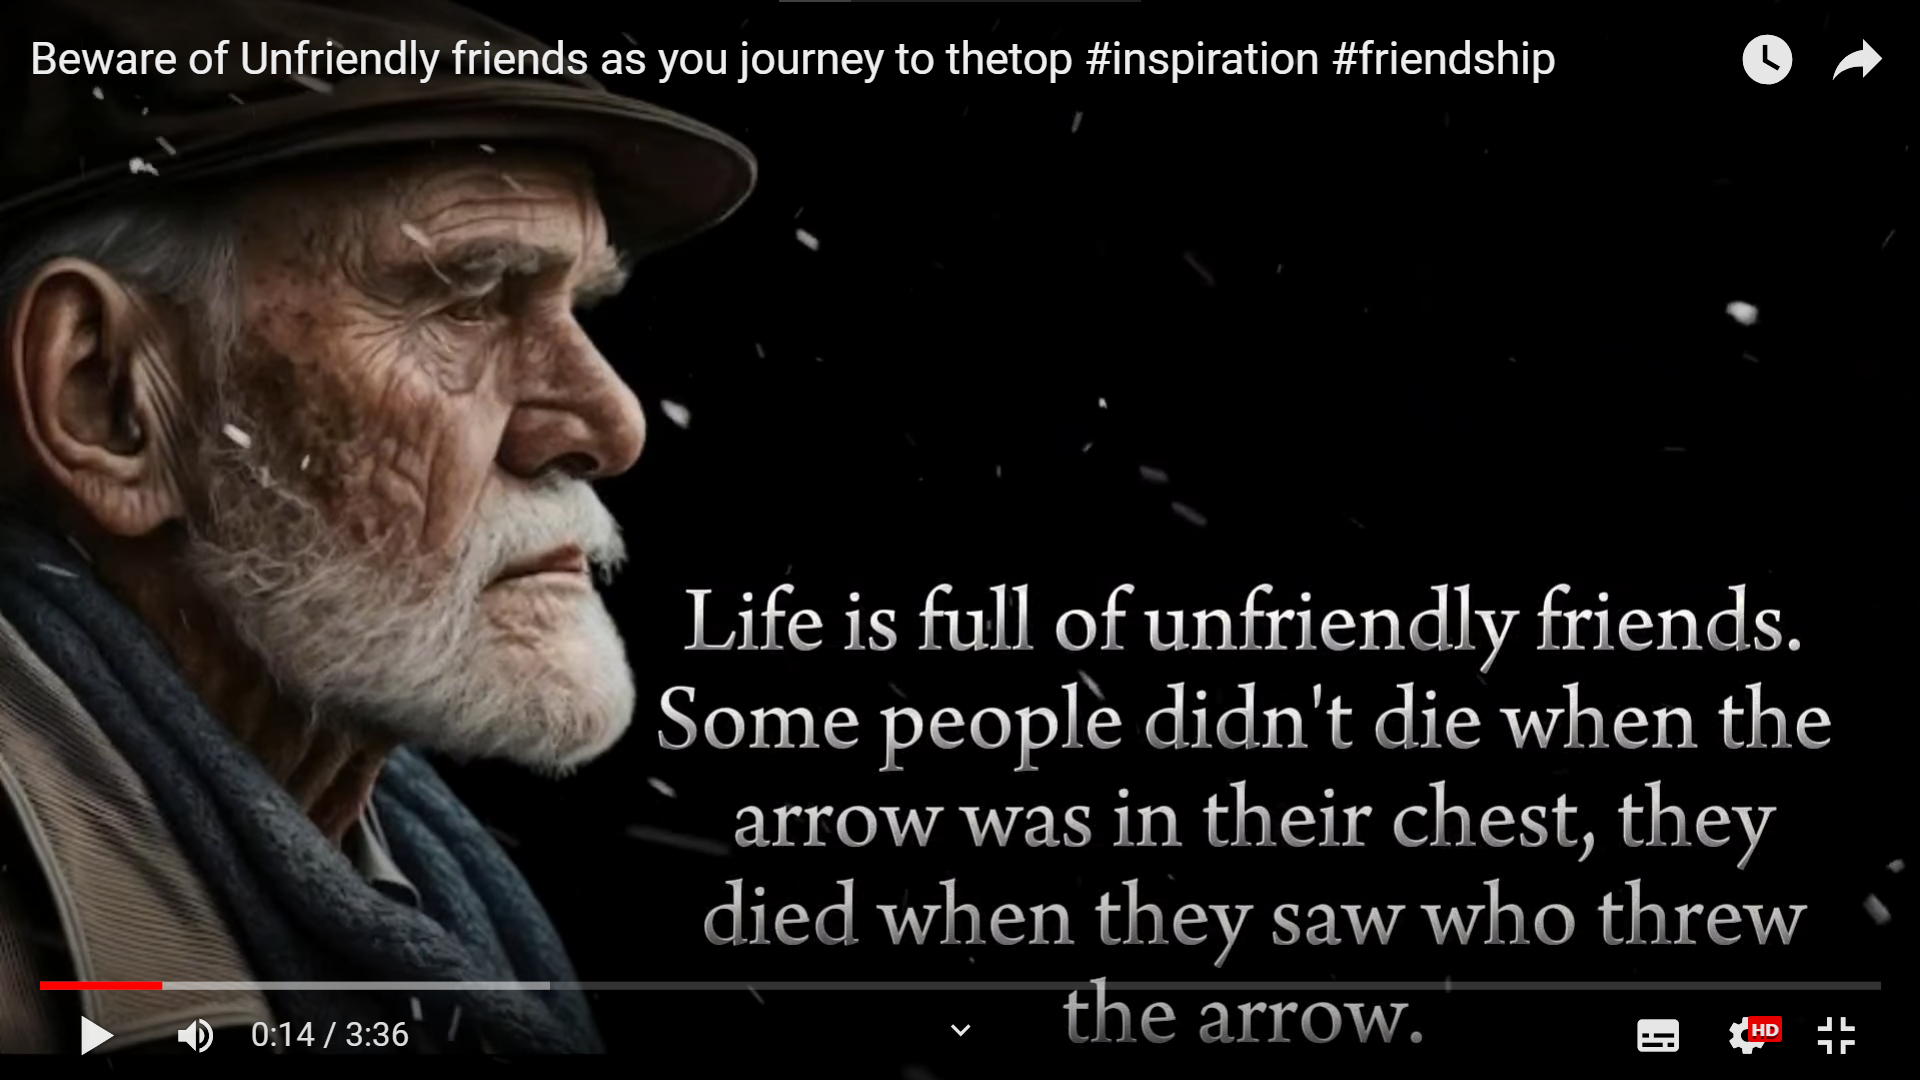 Beware of Unfriendly friends as you journey to thetop #inspiration #friendship
Life is full of unfriendly friends.
Some people didn't die when the
arrow was in their chest, they
died when they saw who threw
the arrow.
0:14 / 3:36
HD